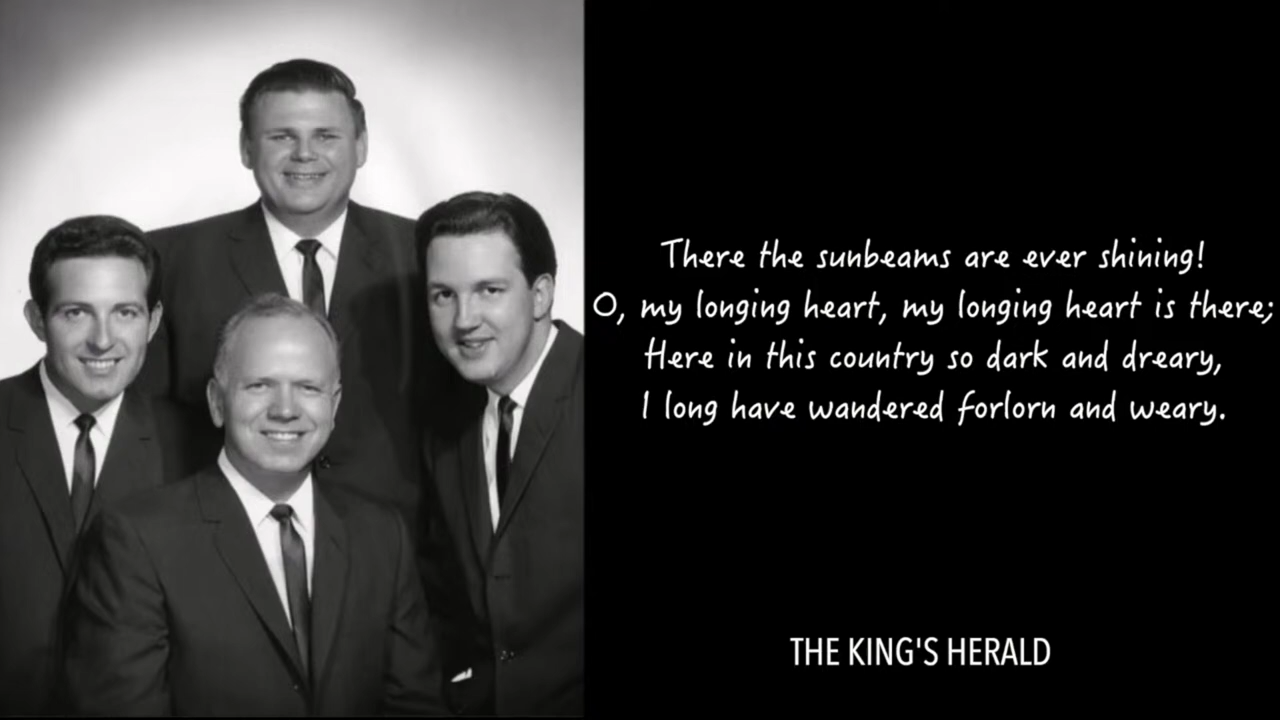 There the sunbeams are ever shining!
O, my longing heart, my longing heart is there;
Here in this country so dark and dreary,
I long have wandered forlorn and weary.
THE KING'S HERALD